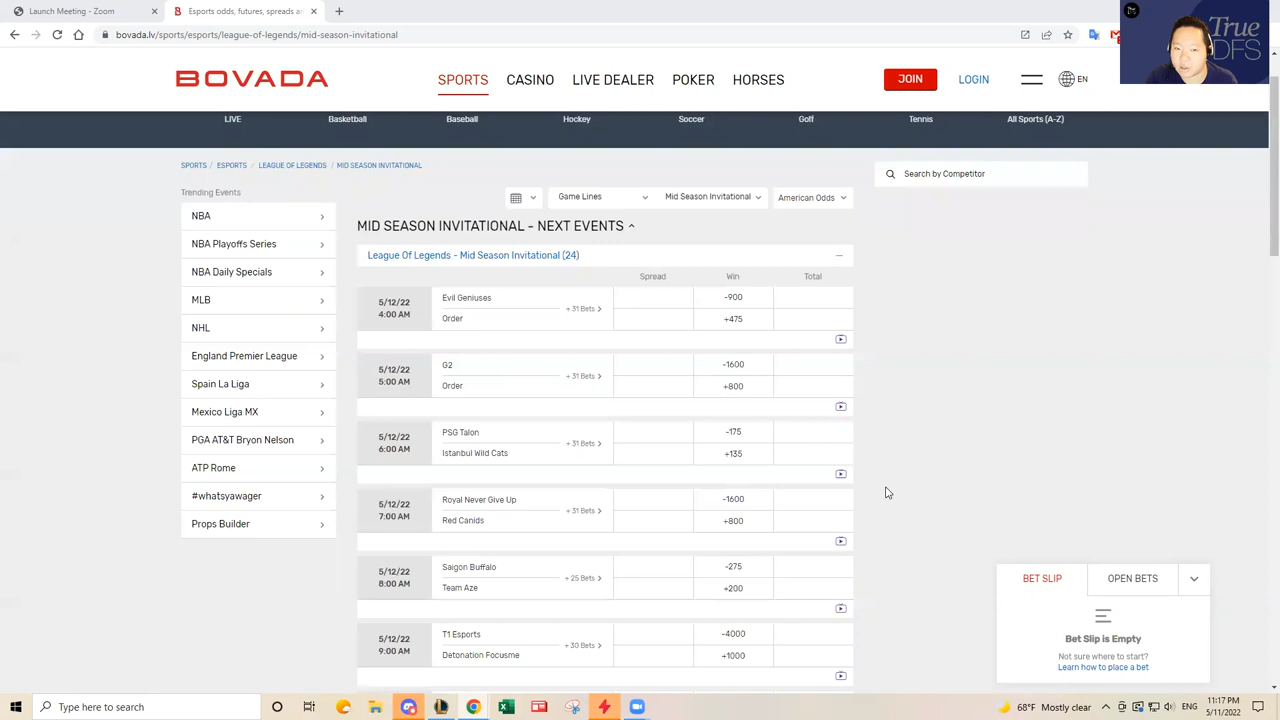 Launch Meeting - Zoom
Esports odds, futures, spreads a
bovada.lv/sports/esports/league-of-legends/mid-season-invitational
True
DFS
BOVADA
SPORTS
CASINO
LIVE DEALER
POKER
HORSES
JOIN
LOGIN
EN
LIVE
Basketball
Baseball
Hockey
Soccer
Golf
Tennis
All Sports (A-Z)
SPORTS / ESPORTS / LEAGUE OF LEGENDS / MID SEASON INVITATIONAL
Search by Competitor
Trending Events
NBA
NBA Playoffs Series
NBA Daily Specials
MLB
NHL
England Premier League
Spain La Liga
Mexico Liga MX
PGA AT&T Bryon Nelson
ATP Rome
#whatsyawager
Props Builder
Game Lines
Mid Season Invitational
American Odds
MID SEASON INVITATIONAL - NEXT EVENTS
League Of Legends - Mid Season Invitational (24)
Spread
Win
Total
5/12/22
4:00 AM
Evil Geniuses
Order
+ 31 Bets
-900
+475
5/12/22
5:00 AM
G2
Order
+ 31 Bets
-1600
+800
5/12/22
6:00 AM
PSG Talon
Istanbul Wild Cats
+ 31 Bets
-175
+135
5/12/22
7:00 AM
Royal Never Give Up
Red Canids
+ 31 Bets
-1600
+800
5/12/22
8:00 AM
Saigon Buffalo
Team Aze
+ 25 Bets
-275
+200
5/12/22
9:00 AM
T1 Esports
Detonation Focusme
+ 30 Bets
-4000
+1000
BET SLIP
OPEN BETS
Bet Slip is Empty
Not sure where to start?
Learn how to place a bet
Type here to search
68°F Mostly clear
ENG
11:17 PM
5/11/2022